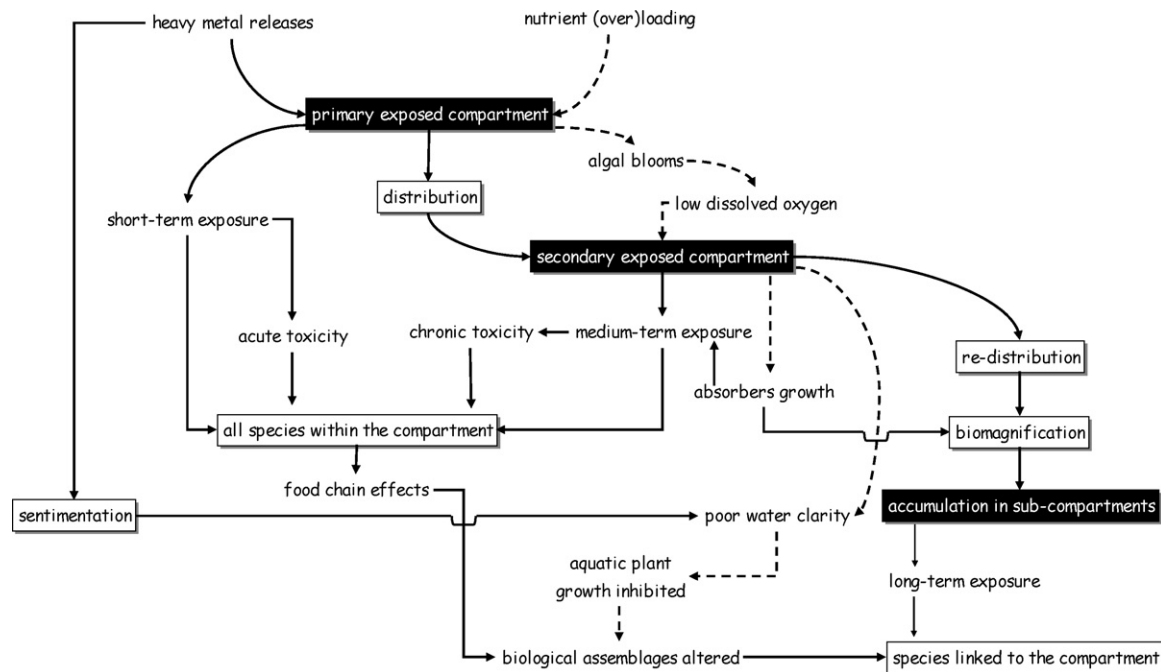 heavy metal releases
nutrient (over)loading
primary exposed compartment
algal blooms
distribution
low dissolved oxygen
short-term exposure
secondary exposed compartment
acute toxicity
chronic toxicity
medium-term exposure
re-distribution
absorbers growth
all species within the compartment
biomagnification
food chain effects
accumulation in sub-compartments
sentimentation
poor water clarity
aquatic plant
growth inhibited
long-term exposure
biological assemblages altered
species linked to the compartment